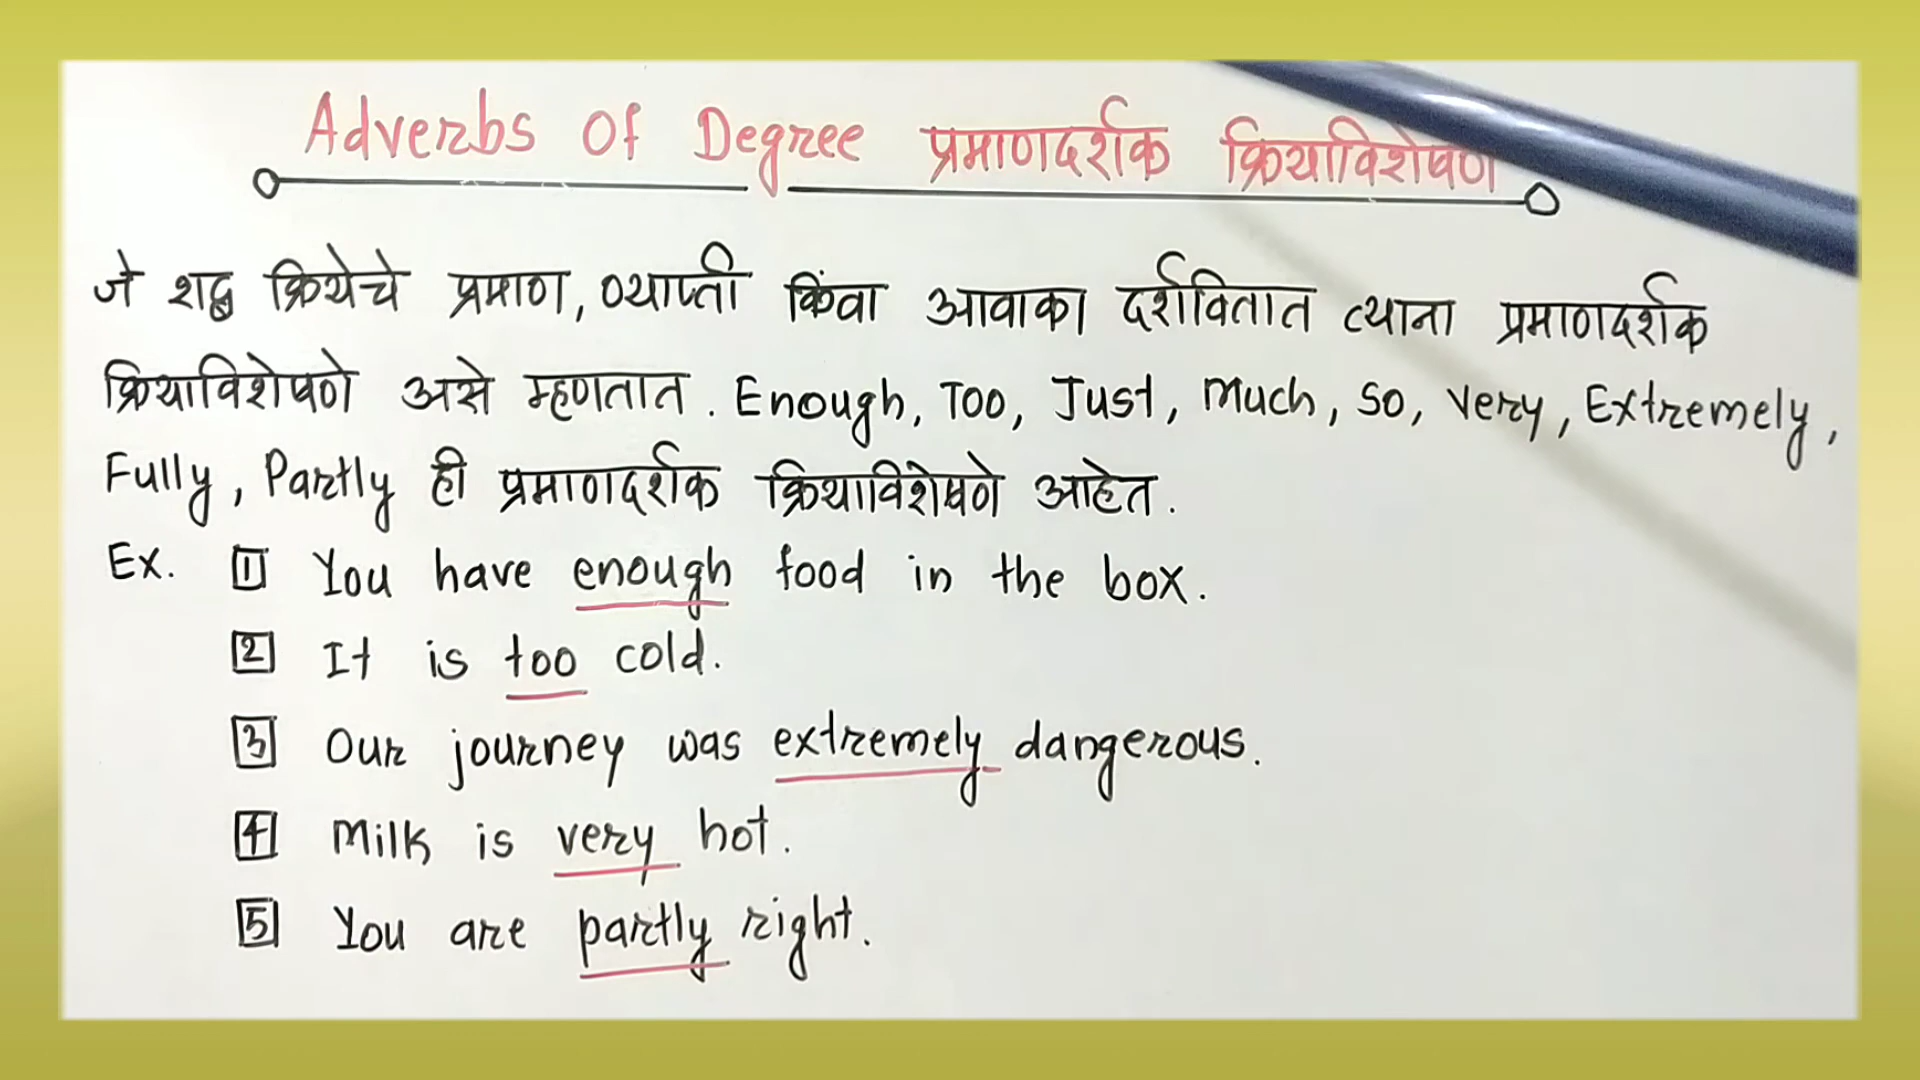 Adverbs Of Degree प्रमाणदर्शक क्रियाविशेषण
जे शब्द क्रियेचे प्रमाण, व्याप्ती किंवा आवाका दर्शवितात त्याना प्रमाणदर्शक
क्रियाविशेषणे असे म्हणतात. Enough, Too, Just, Much, So, Very, Extremely,
Fully, Partly ही प्रमाणदर्शक क्रियाविशेषणे आहेत.
Ex. 1 You have enough food in the box.
2 It is too cold.
3 Our journey was extremely dangerous.
4 Milk is very hot.
5 You are partly right.